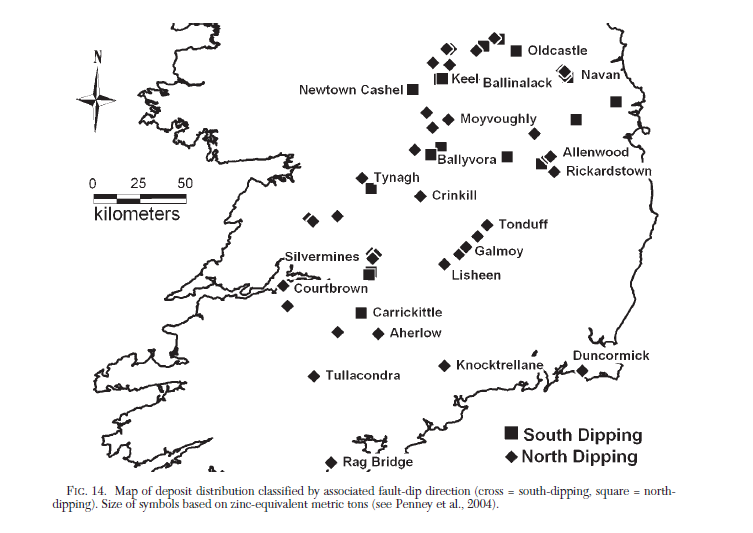 N
Oldcastle
Keel
Ballinalack
Navan
Newtown Cashel
0 25 50
kilometers
Moyvoughly
Ballyvora
Allenwood
Rickardstown
Tynagh
Crinkill
Tonduff
Silvermines
Galmoy
Lisheen
Courtbrown
Carrickittle
Aherlow
Duncormick
Knocktrellane
Tullacondra
South Dipping
North Dipping
Rag Bridge
FIG. 14. Map of deposit distribution classified by associated fault-dip direction (cross = south-dipping, square = north-
dipping). Size of symbols based on zinc-equivalent metric tons (see Penney et al., 2004).